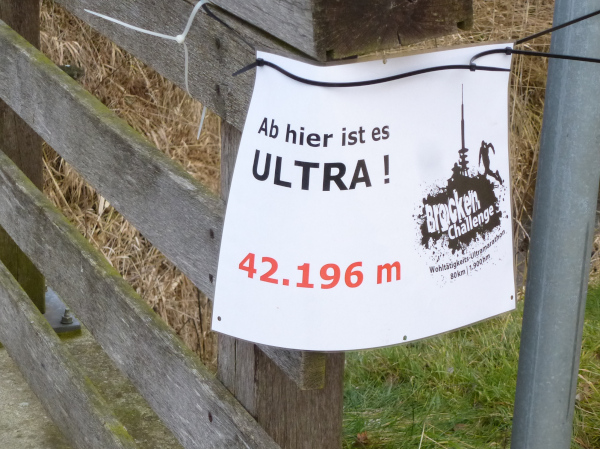 Ab hier ist es
ULTRA !
42.196 m
Brocken
Challenge
Wohltätigkeits-Ultramarathon
80km | 1.900hm